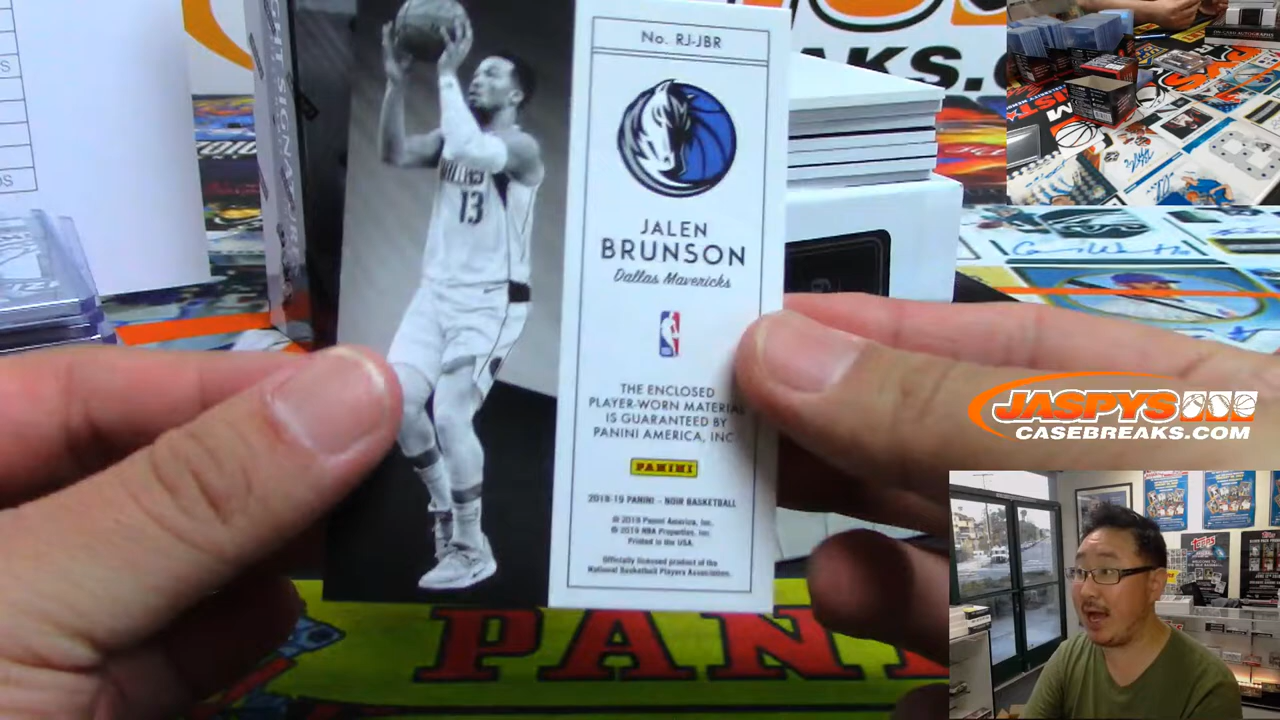 No. RJ-JBR
JALEN
BRUNSON
Dallas Mavericks
THE ENCLOSED
PLAYER-WORN MATERIAL
IS GUARANTEED BY
PANINI AMERICA, INC
PANINI
2018-19 PANINI – NOIR BASKETBALL
© 2019 Panini America, Inc.
© 2019 NBA Properties, Inc.
Printed in the USA.
Officially licensed product of the
National Basketball Players Association.
13
PANI
JASPYS
CASEBREAKS.COM